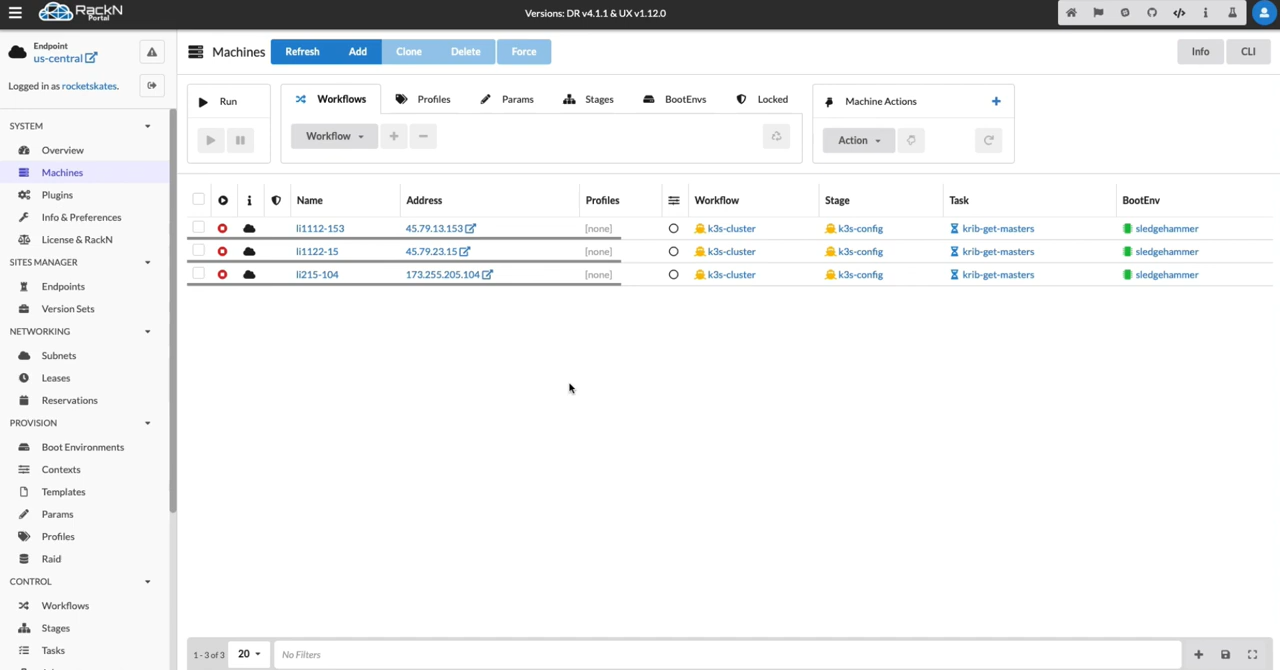 RackN
Portal
Versions: DR v4.1.1 & UX v1.12.0
Endpoint
us-central
Logged in as rocketskates.
SYSTEM
Overview
Machines
Plugins
Info & Preferences
License & RackN
SITES MANAGER
Endpoints
Version Sets
NETWORKING
Subnets
Leases
Reservations
PROVISION
Boot Environments
Contexts
Templates
Params
Profiles
Raid
CONTROL
Workflows
Stages
Tasks
Machines Refresh Add Clone Delete Force Info CLI
Run
Workflows Profiles Params Stages BootEnvs Locked
Workflow
Machine Actions
Action
Name Address Profiles Workflow Stage Task BootEnv
li1112-153 45.79.13.153 [none] k3s-cluster k3s-config krib-get-masters sledgehammer
li1122-15 45.79.23.15 [none] k3s-cluster k3s-config krib-get-masters sledgehammer
li215-104 173.255.205.104 [none] k3s-cluster k3s-config krib-get-masters sledgehammer
1 - 3 of 3 20 No Filters